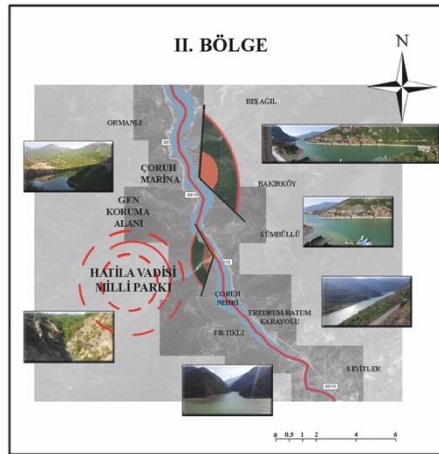 II. BÖLGE
N
ORMANLI
BEŞAĞIL
ÇORUH
MARİNA
BAKIRKÖY
GEN
KORUMA
ALANI
SÜMBÜLLÜ
HATİLA VADİSİ
MİLLİ PARKI
ÇORUH
NEHRİ
ERZURUM-BATUM
KARAYOLU
FISTIKLI
SEYİTLER
0 0,5 1 2 4 6